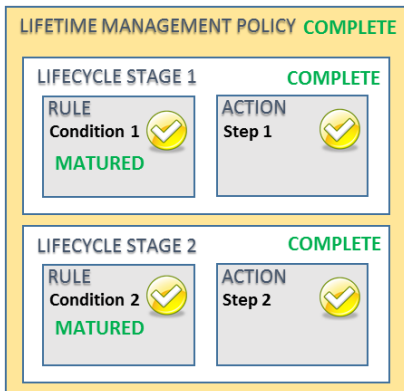 LIFETIME MANAGEMENT POLICY COMPLETE
LIFECYCLE STAGE 1 COMPLETE
RULE
Condition 1
MATURED
ACTION
Step 1
LIFECYCLE STAGE 2 COMPLETE
RULE
Condition 2
MATURED
ACTION
Step 2